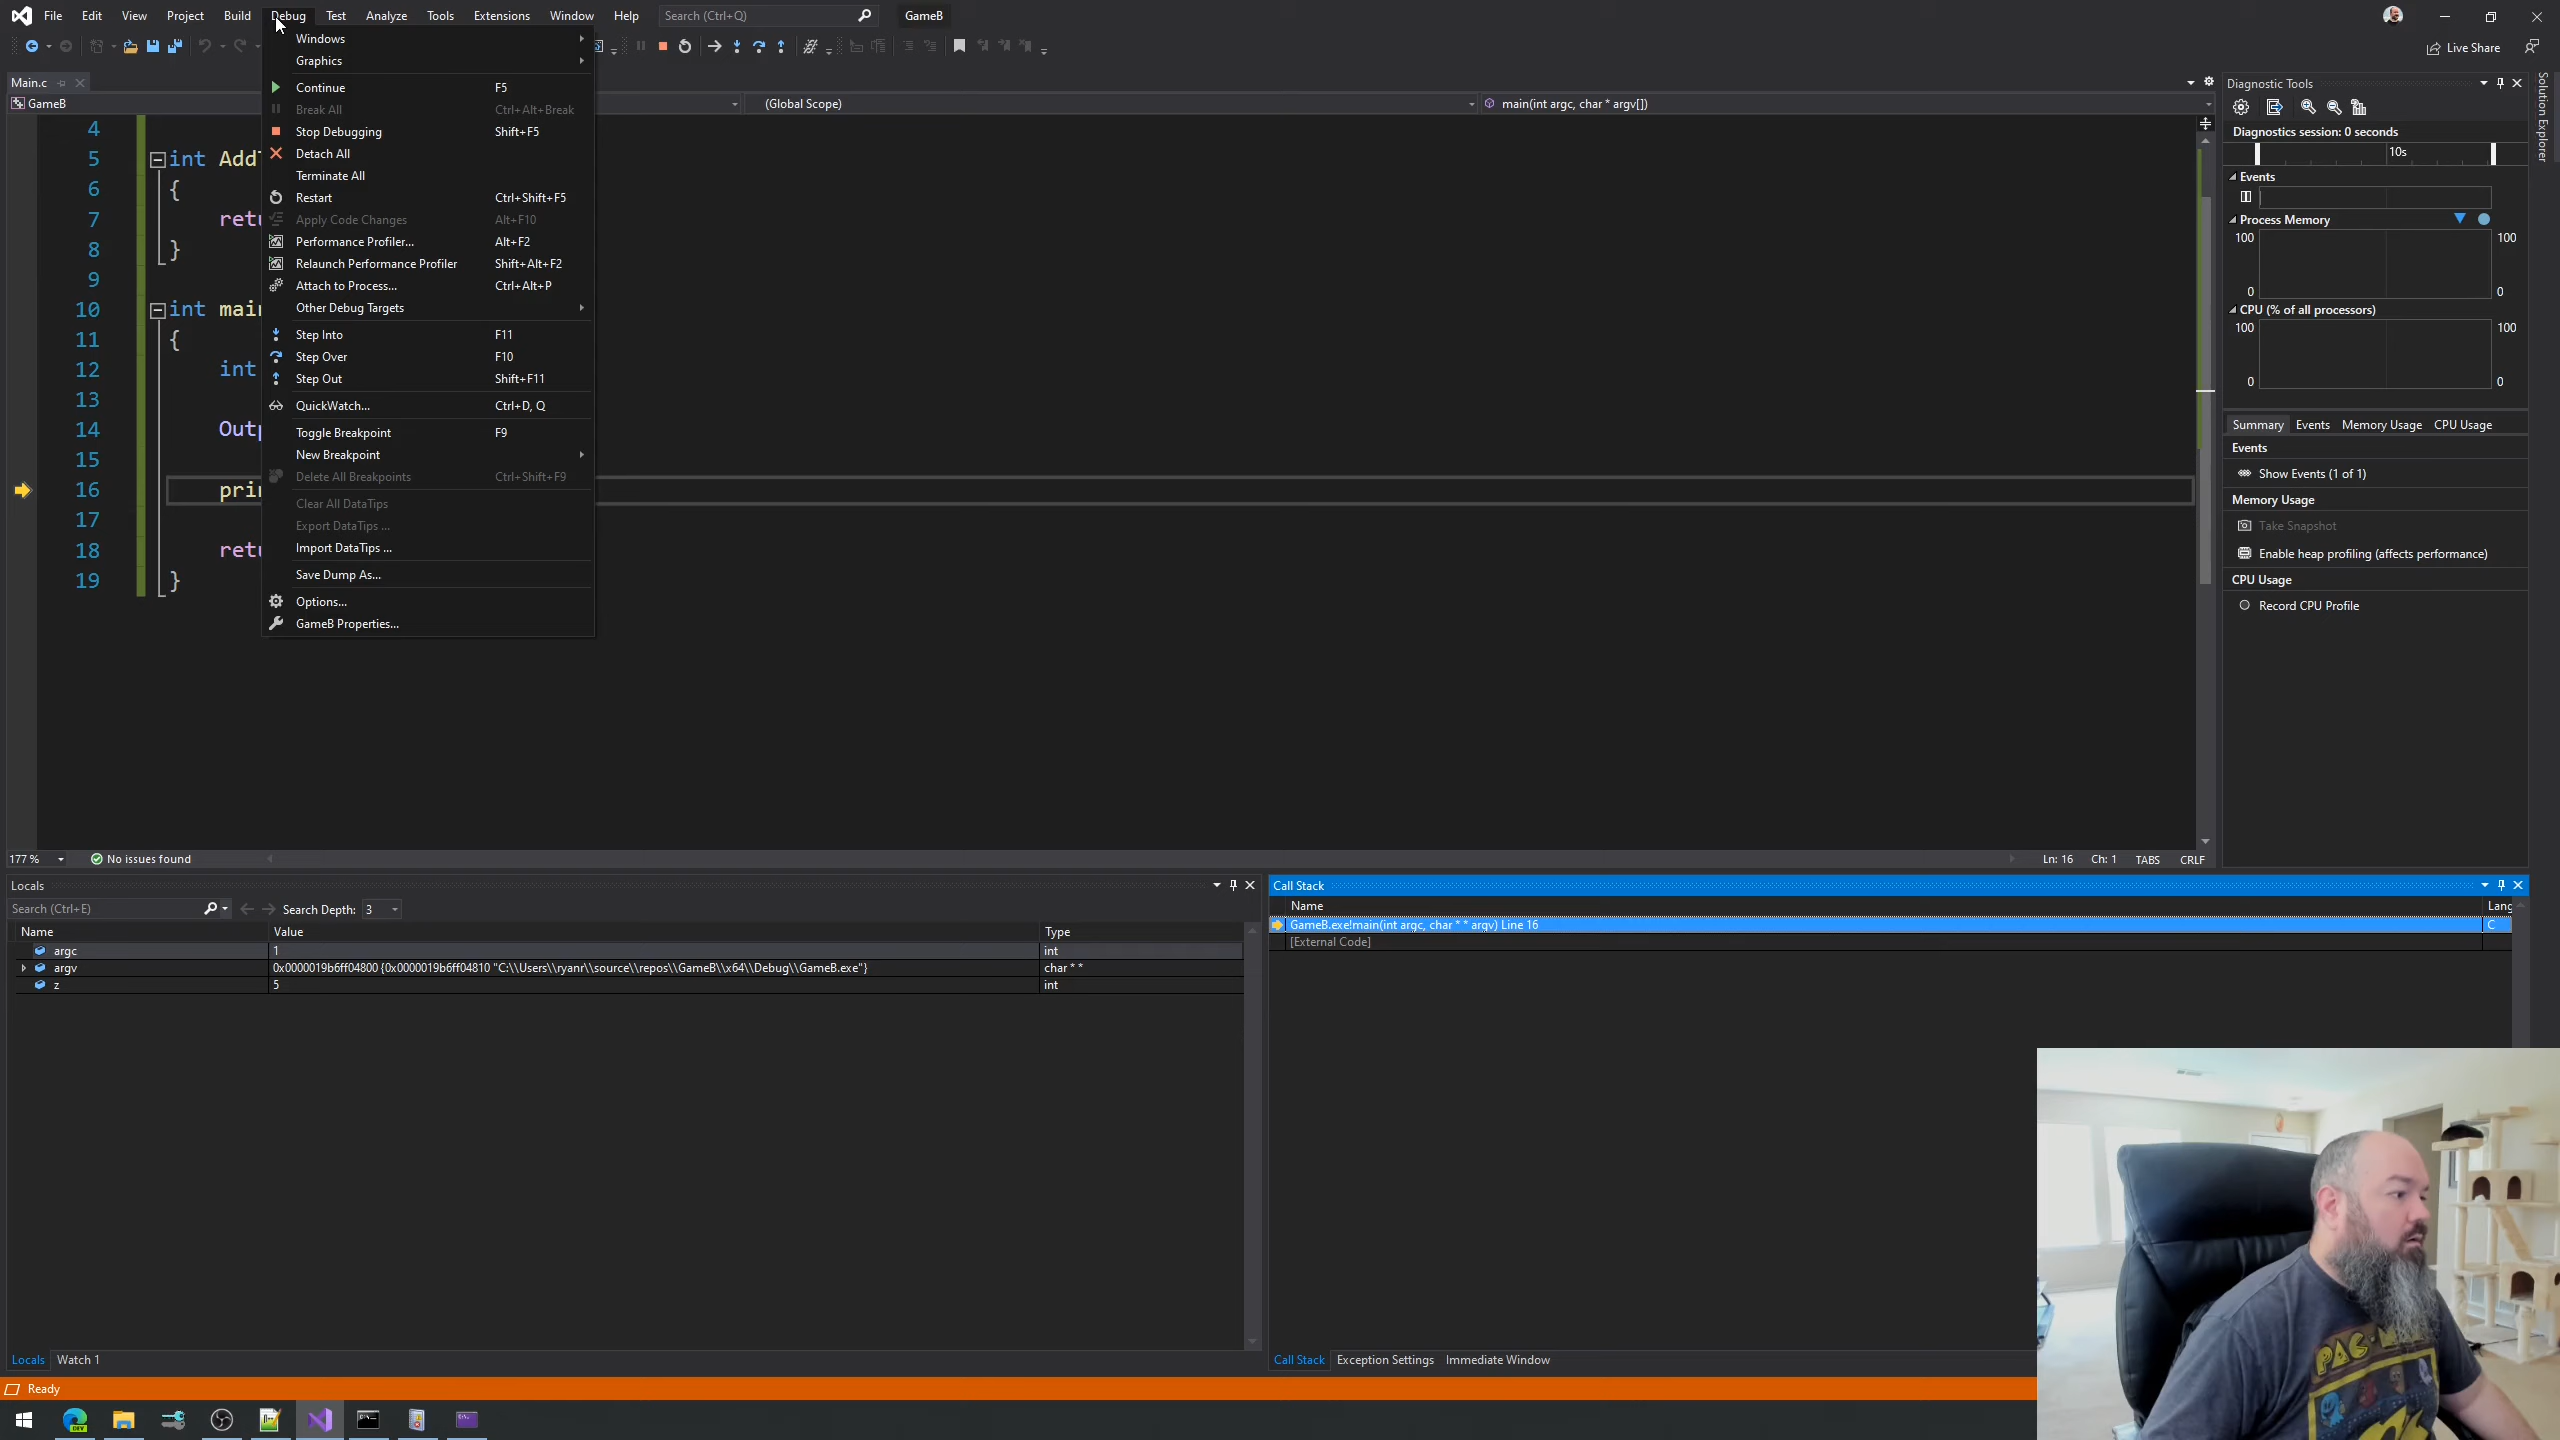 File Edit View Project Build Debug Test Analyze Tools Extensions Window Help Search (Ctrl+Q) GameB
Live Share
Main.c
GameB (Global Scope) main(int argc, char * argv[])
Windows
Graphics
Continue F5
Break All Ctrl+Alt+Break
Stop Debugging Shift+F5
Detach All
Terminate All
Restart Ctrl+Shift+F5
Apply Code Changes Alt+F10
Performance Profiler... Alt+F2
Relaunch Performance Profiler Shift+Alt+F2
Attach to Process... Ctrl+Alt+P
Other Debug Targets
Step Into F11
Step Over F10
Step Out Shift+F11
QuickWatch... Ctrl+D, Q
Toggle Breakpoint F9
New Breakpoint
Delete All Breakpoints Ctrl+Shift+F9
Clear All DataTips
Export DataTips ...
Import DataTips ...
Save Dump As...
Options...
GameB Properties...
4
5 int Add
6 {
7 retu
8 }
9
10 int main
11 {
12 int
13
14 Outp
15
16 prin
17
18 retu
19 }
Diagnostic Tools
Diagnostics session: 0 seconds
10s
Events
Process Memory
100 100
0 0
CPU (% of all processors)
100 100
0 0
Summary Events Memory Usage CPU Usage
Events
Show Events (1 of 1)
Memory Usage
Take Snapshot
Enable heap profiling (affects performance)
CPU Usage
Record CPU Profile
Solution Explorer
177 % No issues found Ln: 16 Ch: 1 TABS CRLF
Locals
Search (Ctrl+E) Search Depth: 3
Name Value Type
argc 1 int
argv 0x0000019b6ff04800 {0x0000019b6ff04810 "C:\\Users\\ryanr\\source\\repos\\GameB\\x64\\Debug\\GameB.exe"} char * *
z 5 int
Locals Watch 1
Call Stack
Name Lang
GameB.exe!main(int argc, char * * argv) Line 16 C
[External Code]
Call Stack Exception Settings Immediate Window
Ready
DEV